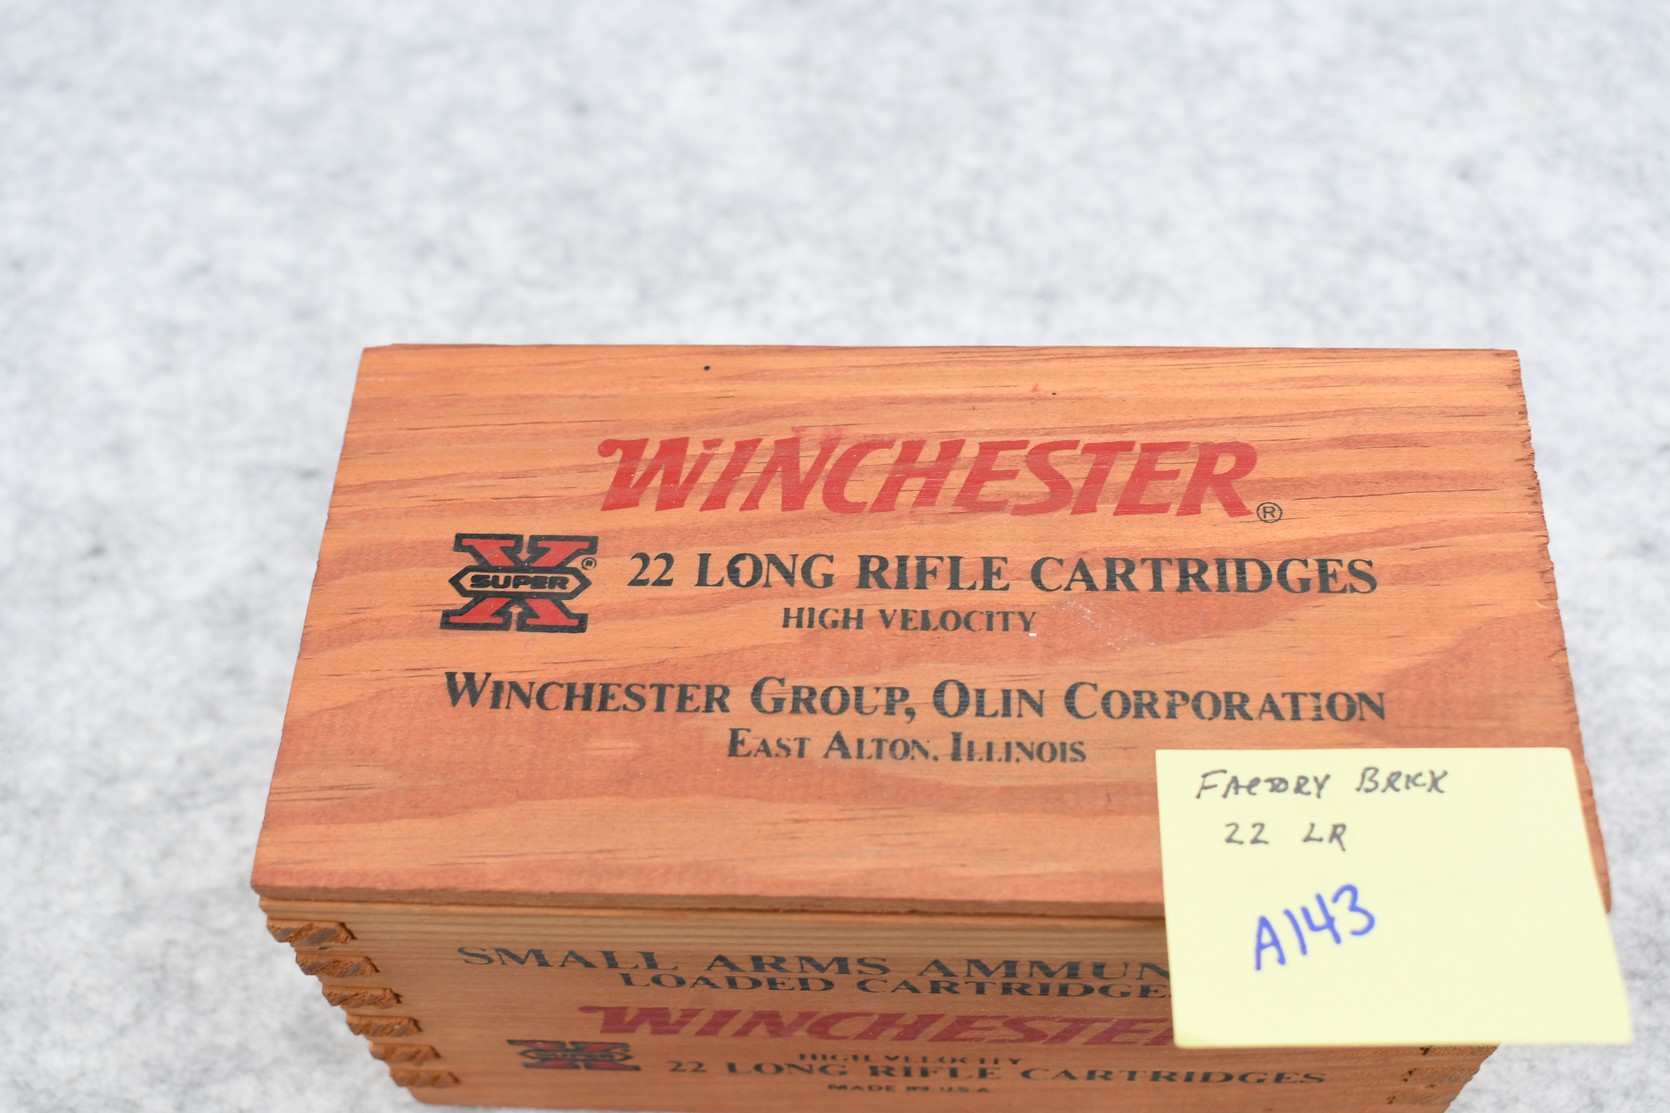 WINCHESTER®
X SUPER ®
22 LONG RIFLE CARTRIDGES
HIGH VELOCITY
WINCHESTER GROUP, OLIN CORPORATION
EAST ALTON, ILLINOIS
FACTORY BRICK
22 LR
A143
SMALL ARMS AMMUN
LOADED CARTRIDGE
WINCHESTER
X SUPER
HIGH VELOCITY
22 LONG RIFLE CARTRIDGES
MADE IN U.S.A